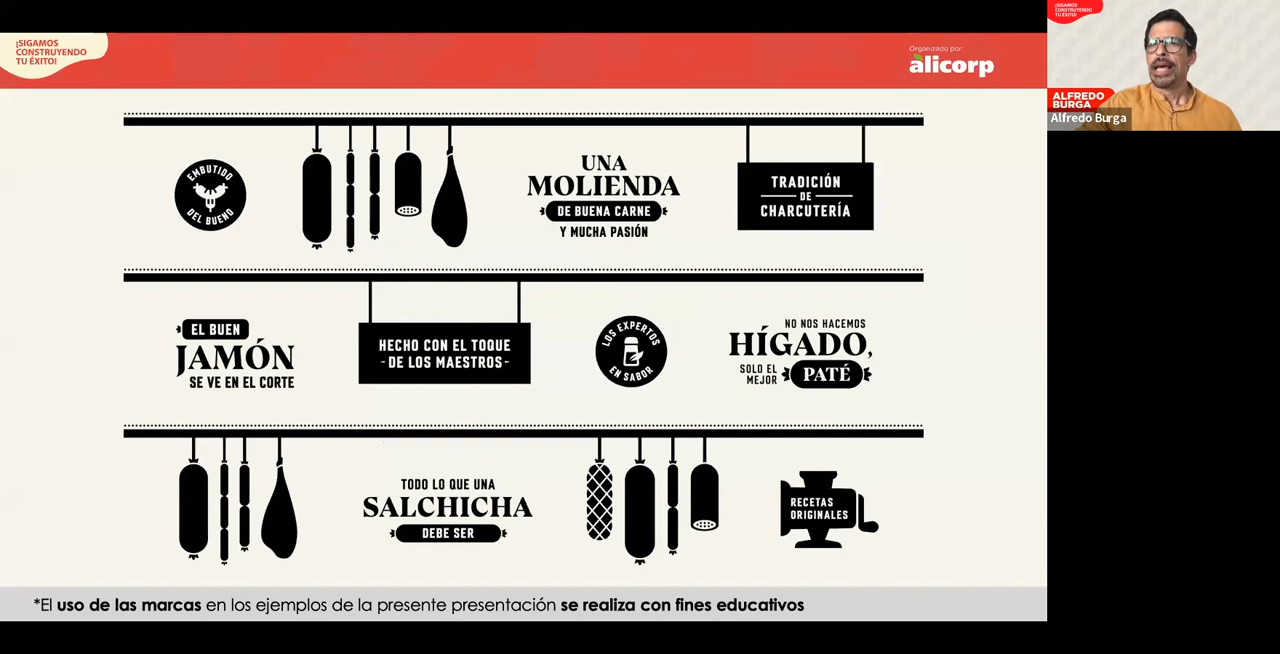 ¡SIGAMOS
CONSTRUYENDO
TU ÉXITO!
Organizado por:
alicorp
EMBUTIDO
DEL BUENO
UNA
MOLIENDA
DE BUENA CARNE
Y MUCHA PASIÓN
TRADICIÓN
DE
CHARCUTERÍA
EL BUEN
JAMÓN
SE VE EN EL CORTE
HECHO CON EL TOQUE
-DE LOS MAESTROS-
LOS EXPERTOS
EN SABOR
NO NOS HACEMOS
HÍGADO,
SOLO EL
MEJOR
PATÉ
TODO LO QUE UNA
SALCHICHA
DEBE SER
RECETAS
ORIGINALES
*El uso de las marcas en los ejemplos de la presente presentación se realiza con fines educativos
¡SIGAMOS
CONSTRUYENDO
TU ÉXITO!
ALFREDO
BURGA
Alfredo Burga